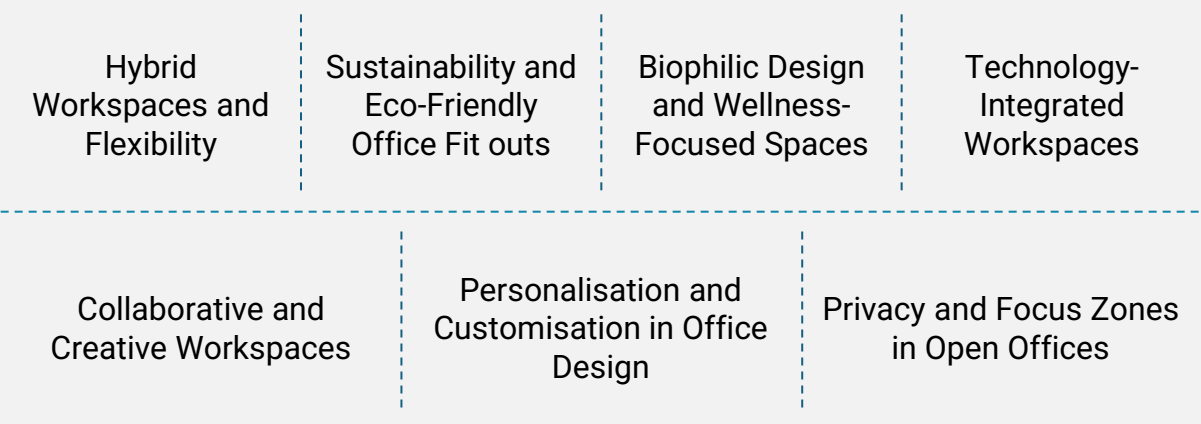 Hybrid
Workspaces and
Flexibility
Sustainability and
Eco-Friendly
Office Fit outs
Biophilic Design
and Wellness-
Focused Spaces
Technology-
Integrated
Workspaces
Collaborative and
Creative Workspaces
Personalisation and
Customisation in Office
Design
Privacy and Focus Zones
in Open Offices